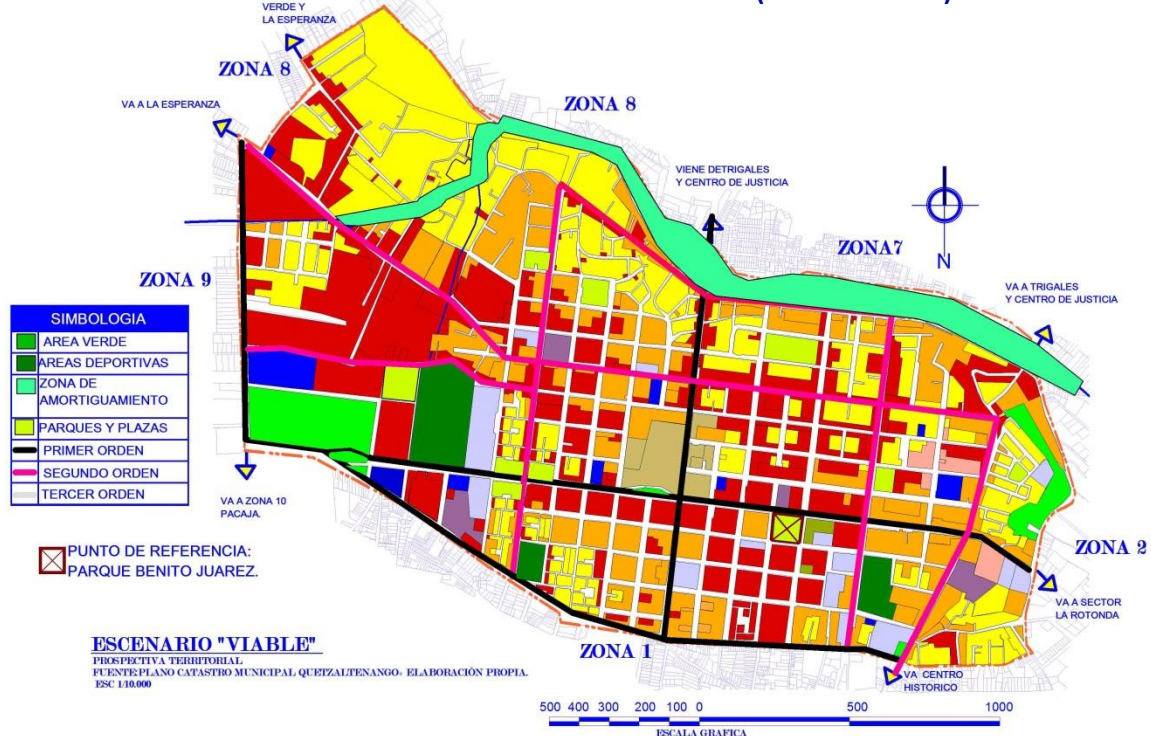 VERDE Y
LA ESPERANZA
ZONA 8
ZONA 8
VA A LA ESPERANZA
VIENE DETRIGALES
Y CENTRO DE JUSTICIA
N
ZONA7
ZONA 9
VA A TRIGALES
Y CENTRO DE JUSTICIA
SIMBOLOGIA
AREA VERDE
AREAS DEPORTIVAS
ZONA DE
AMORTIGUAMIENTO
PARQUES Y PLAZAS
PRIMER ORDEN
SEGUNDO ORDEN
TERCER ORDEN
VA A ZONA 10
PACAJA.
PUNTO DE REFERENCIA:
PARQUE BENITO JUAREZ.
ZONA 2
VA A SECTOR
LA ROTONDA
ESCENARIO "VIABLE"
PROSPECTIVA TERRITORIAL
FUENTE:PLANO CATASTRO MUNICIPAL QUETZALTENANGO- ELABORACIÓN PROPIA.
ESC 1/10.000
ZONA 1
VA CENTRO
HISTORICO
500 400 300 200 100 0 500 1000
ESCALA GRAFICA